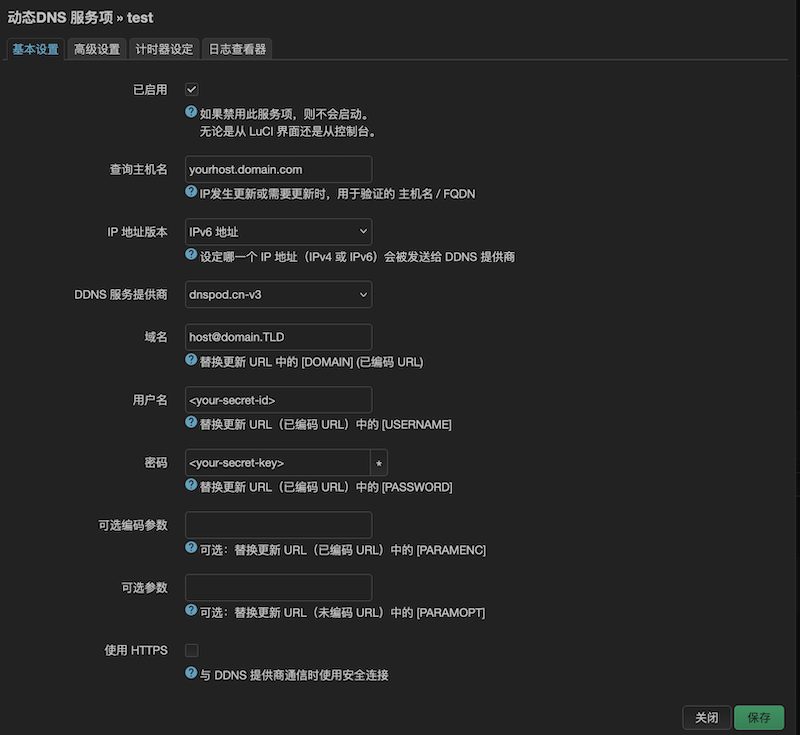 动态DNS 服务项 » test
基本设置 高级设置 计时器设定 日志查看器
已启用
如果禁用此服务项，则不会启动。
无论是从 LuCI 界面还是从控制台。
查询主机名 yourhost.domain.com
IP发生更新或需要更新时，用于验证的 主机名 / FQDN
IP 地址版本 IPv6 地址
设定哪一个 IP 地址（IPv4 或 IPv6）会被发送给 DDNS 提供商
DDNS 服务提供商 dnspod.cn-v3
域名 host@domain.TLD
替换更新 URL 中的 [DOMAIN] (已编码 URL)
用户名 <your-secret-id>
替换更新 URL（已编码 URL）中的 [USERNAME]
密码 <your-secret-key> *
替换更新 URL（已编码 URL）中的 [PASSWORD]
可选编码参数
可选：替换更新 URL（已编码 URL）中的 [PARAMENC]
可选参数
可选：替换更新 URL（未编码 URL）中的 [PARAMOPT]
使用 HTTPS
与 DDNS 提供商通信时使用安全连接
关闭 保存